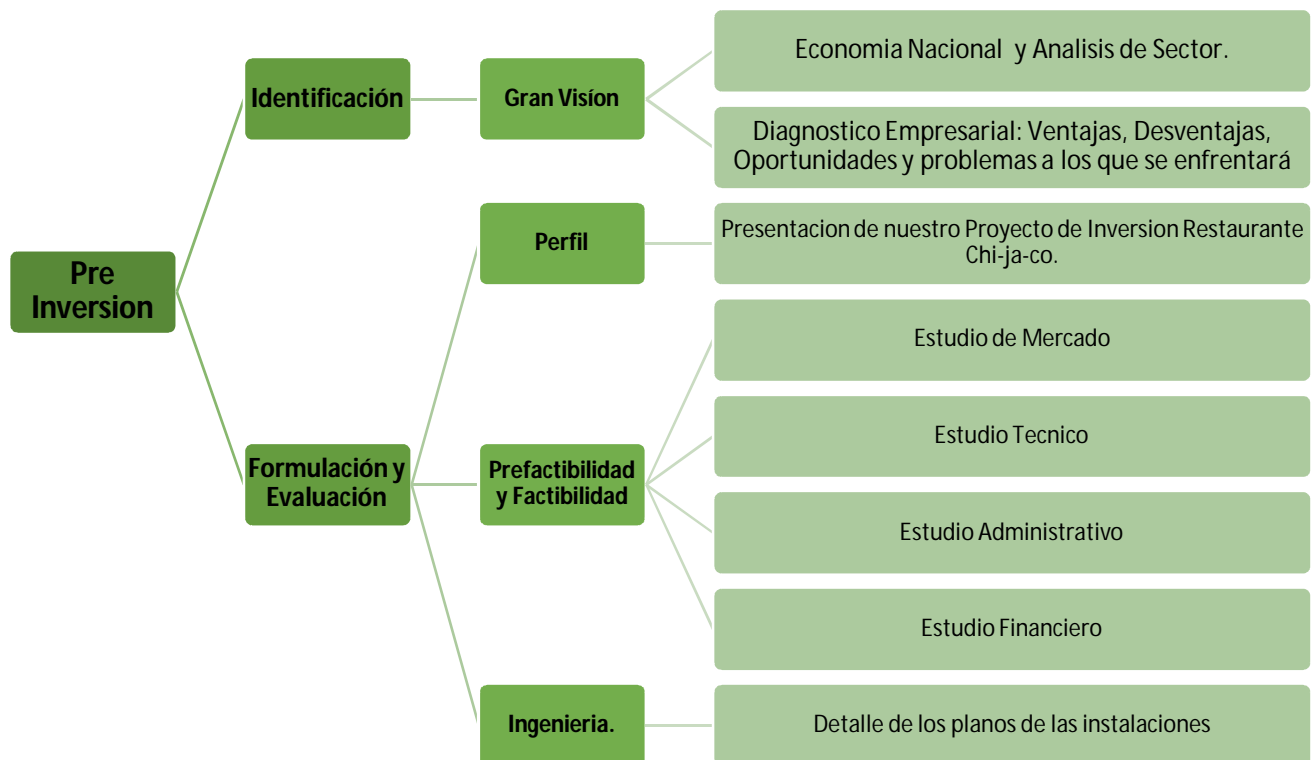 Pre
Inversion
Identificación
Gran Visíon
Economia Nacional y Analisis de Sector.
Diagnostico Empresarial: Ventajas, Desventajas,
Oportunidades y problemas a los que se enfrentará
Formulación y
Evaluación
Perfil
Presentacion de nuestro Proyecto de Inversion Restaurante
Chi-ja-co.
Prefactibilidad
y Factibilidad
Estudio de Mercado
Estudio Tecnico
Estudio Administrativo
Estudio Financiero
Ingenieria.
Detalle de los planos de las instalaciones